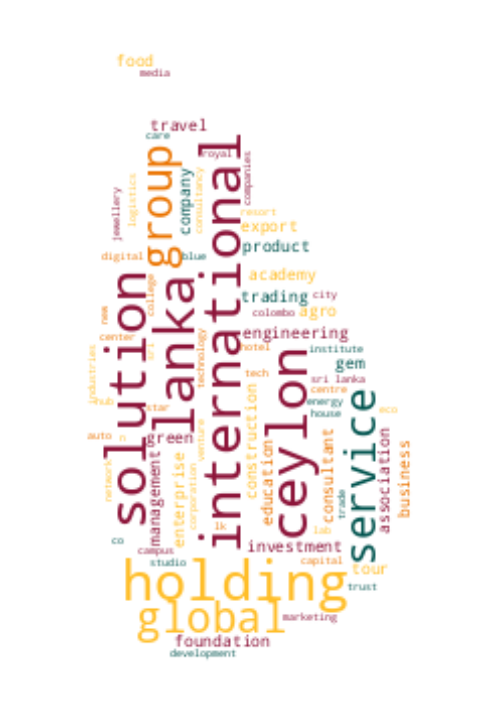 food
media
travel
care
royal
group
international
companies
company
consultancy
logistics
jewellery
resort
export
product
digital
blue
academy
solution
lanka
college
trading
city
agro
colombo
new
engineering
center
sri
technology
hotel
institute
gem
ceylon
tech
sri lanka
industries
centre
energy
house
service
hub
star
eco
construction
auto
n
green
venture
education
consultant
association
business
management
enterprise
corporation
network
trade
lk
lab
co
campus
investment
studio
capital
tour
holding
trust
global
marketing
foundation
development